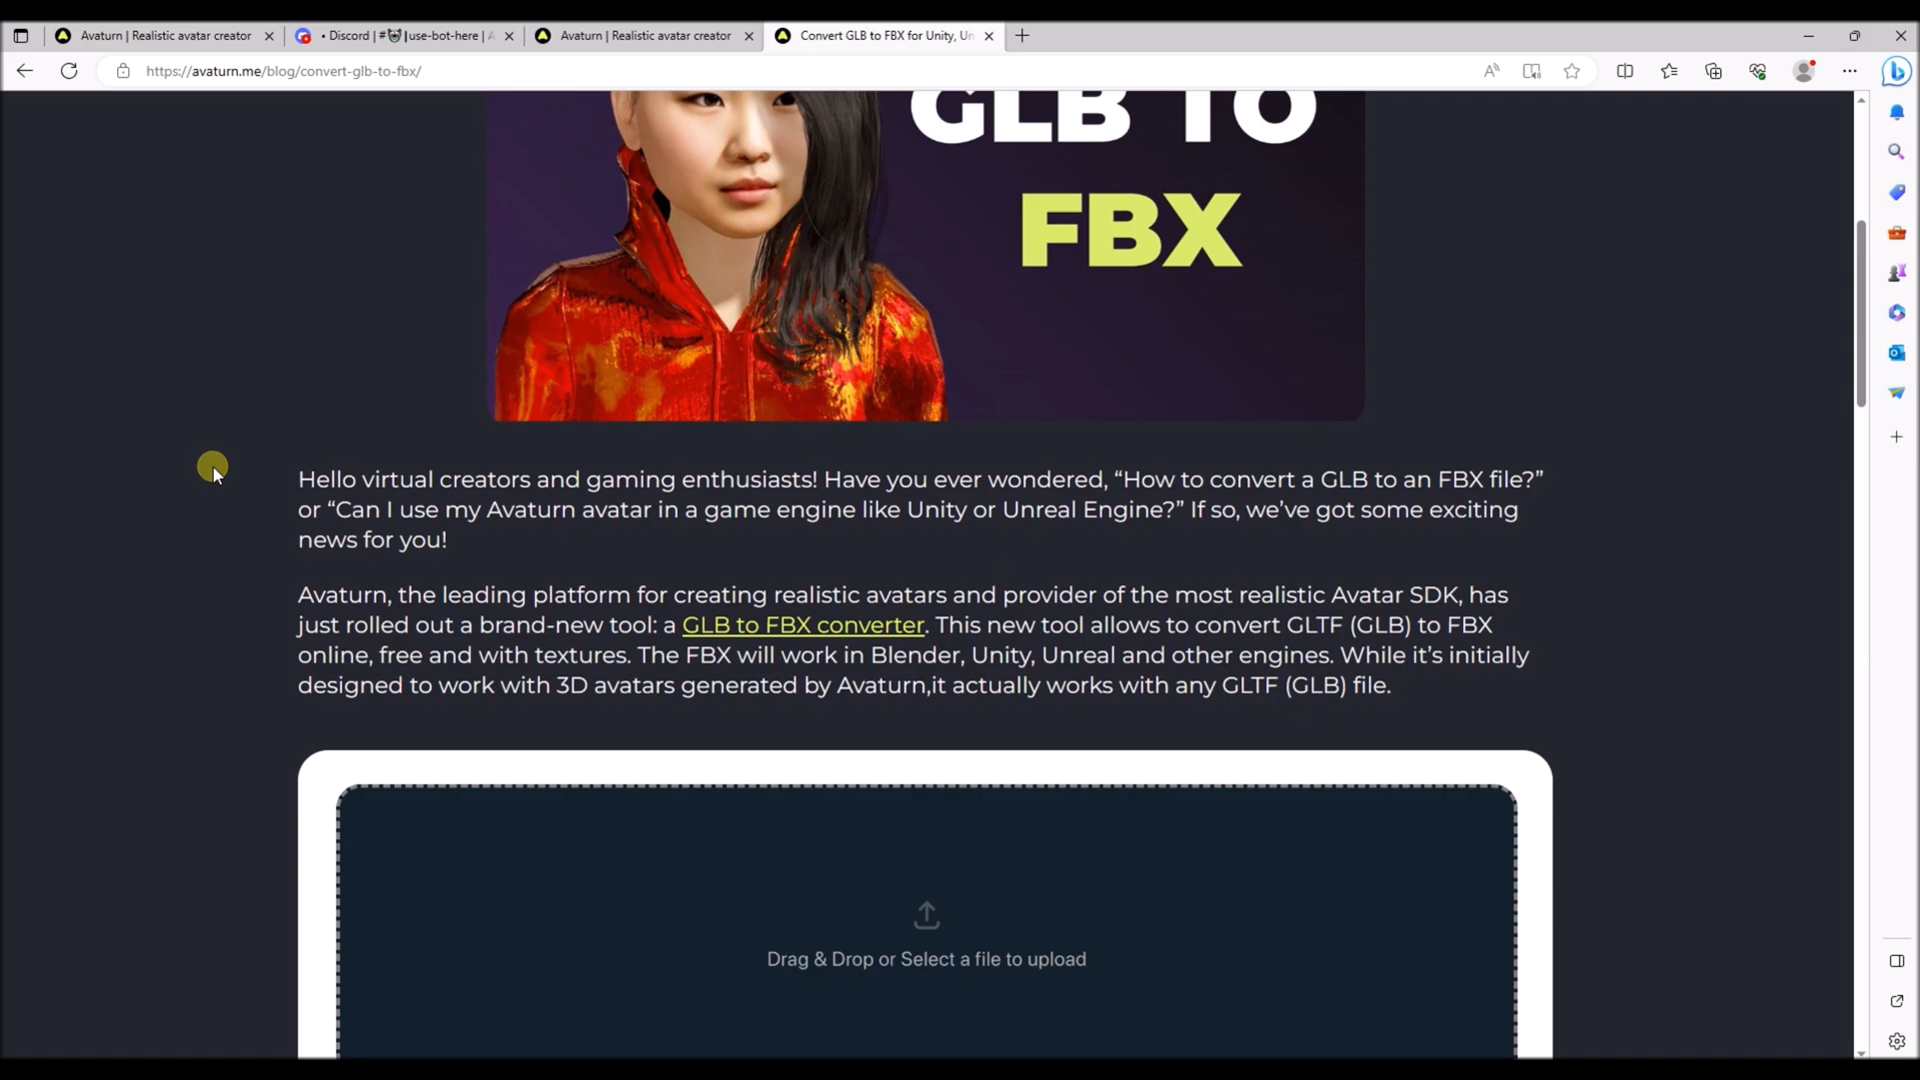 Avaturn | Realistic avatar creator
• Discord | #|use-bot-here | A
Avaturn | Realistic avatar creator
Convert GLB to FBX for Unity, Un
https://avaturn.me/blog/convert-glb-to-fbx/
GLB TO
FBX
Hello virtual creators and gaming enthusiasts! Have you ever wondered, “How to convert a GLB to an FBX file?”
or “Can I use my Avaturn avatar in a game engine like Unity or Unreal Engine?” If so, we’ve got some exciting
news for you!
Avaturn, the leading platform for creating realistic avatars and provider of the most realistic Avatar SDK, has
just rolled out a brand-new tool: a GLB to FBX converter. This new tool allows to convert GLTF (GLB) to FBX
online, free and with textures. The FBX will work in Blender, Unity, Unreal and other engines. While it’s initially
designed to work with 3D avatars generated by Avaturn,it actually works with any GLTF (GLB) file.
Drag & Drop or Select a file to upload